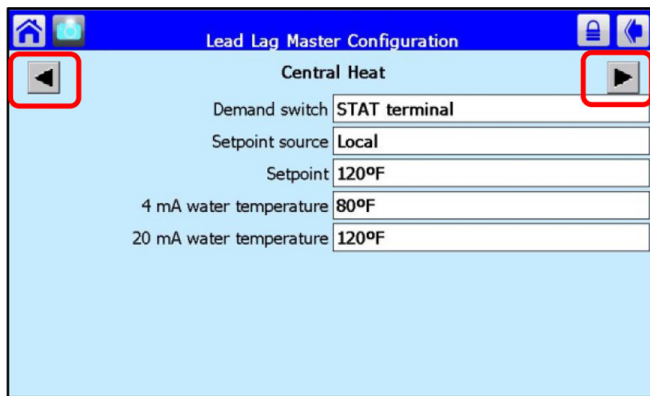 Lead Lag Master Configuration
Central Heat
Demand switch STAT terminal
Setpoint source Local
Setpoint 120ºF
4 mA water temperature 80ºF
20 mA water temperature 120ºF